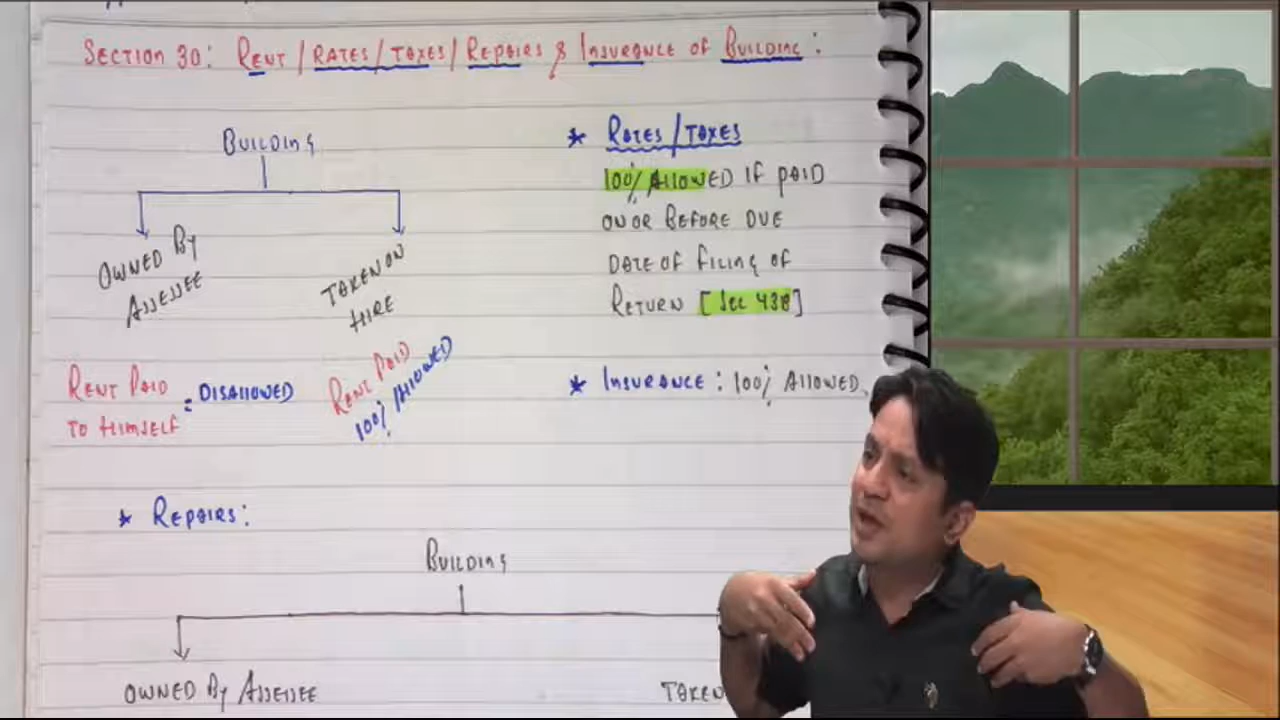 SECTION 30: RENT / RATES / TAXES / REPAIRS & INSURANCE OF BUILDING:
BUILDING
OWNED BY
ASSESSEE
TAKEN ON
HIRE
RENT PAID
TO HIMSELF
= DISALLOWED
RENT PAID
100% ALLOWED
* RATES/TAXES
100% ALLOWED IF PAID
ON OR BEFORE DUE
DATE OF FILING OF
RETURN [Sec 43B]
* INSURANCE: 100% ALLOWED.
* REPAIRS:
BUILDING
OWNED BY ASSESSEE
TAKEN